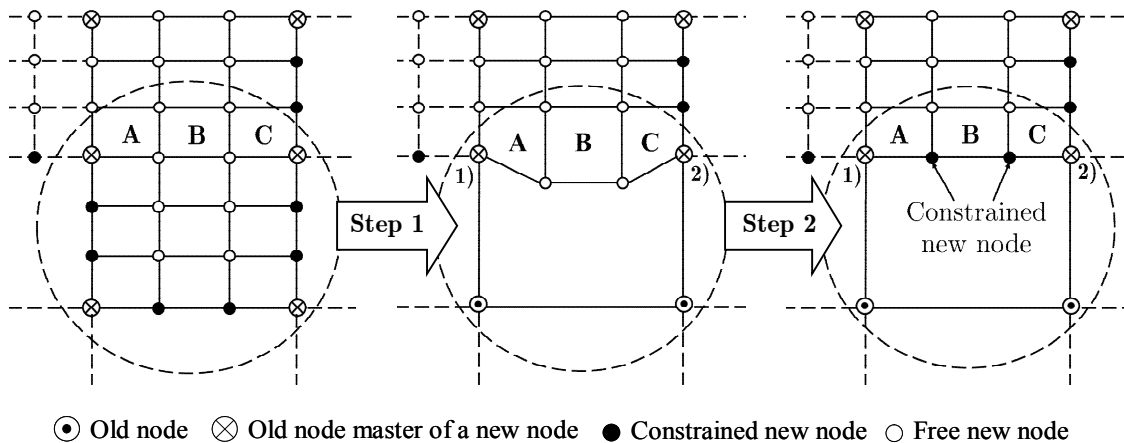 A B C
A B C
1) 2)
Step 1
A B C
1) 2)
Step 2
Constrained
new node
Old node Old node master of a new node Constrained new node Free new node